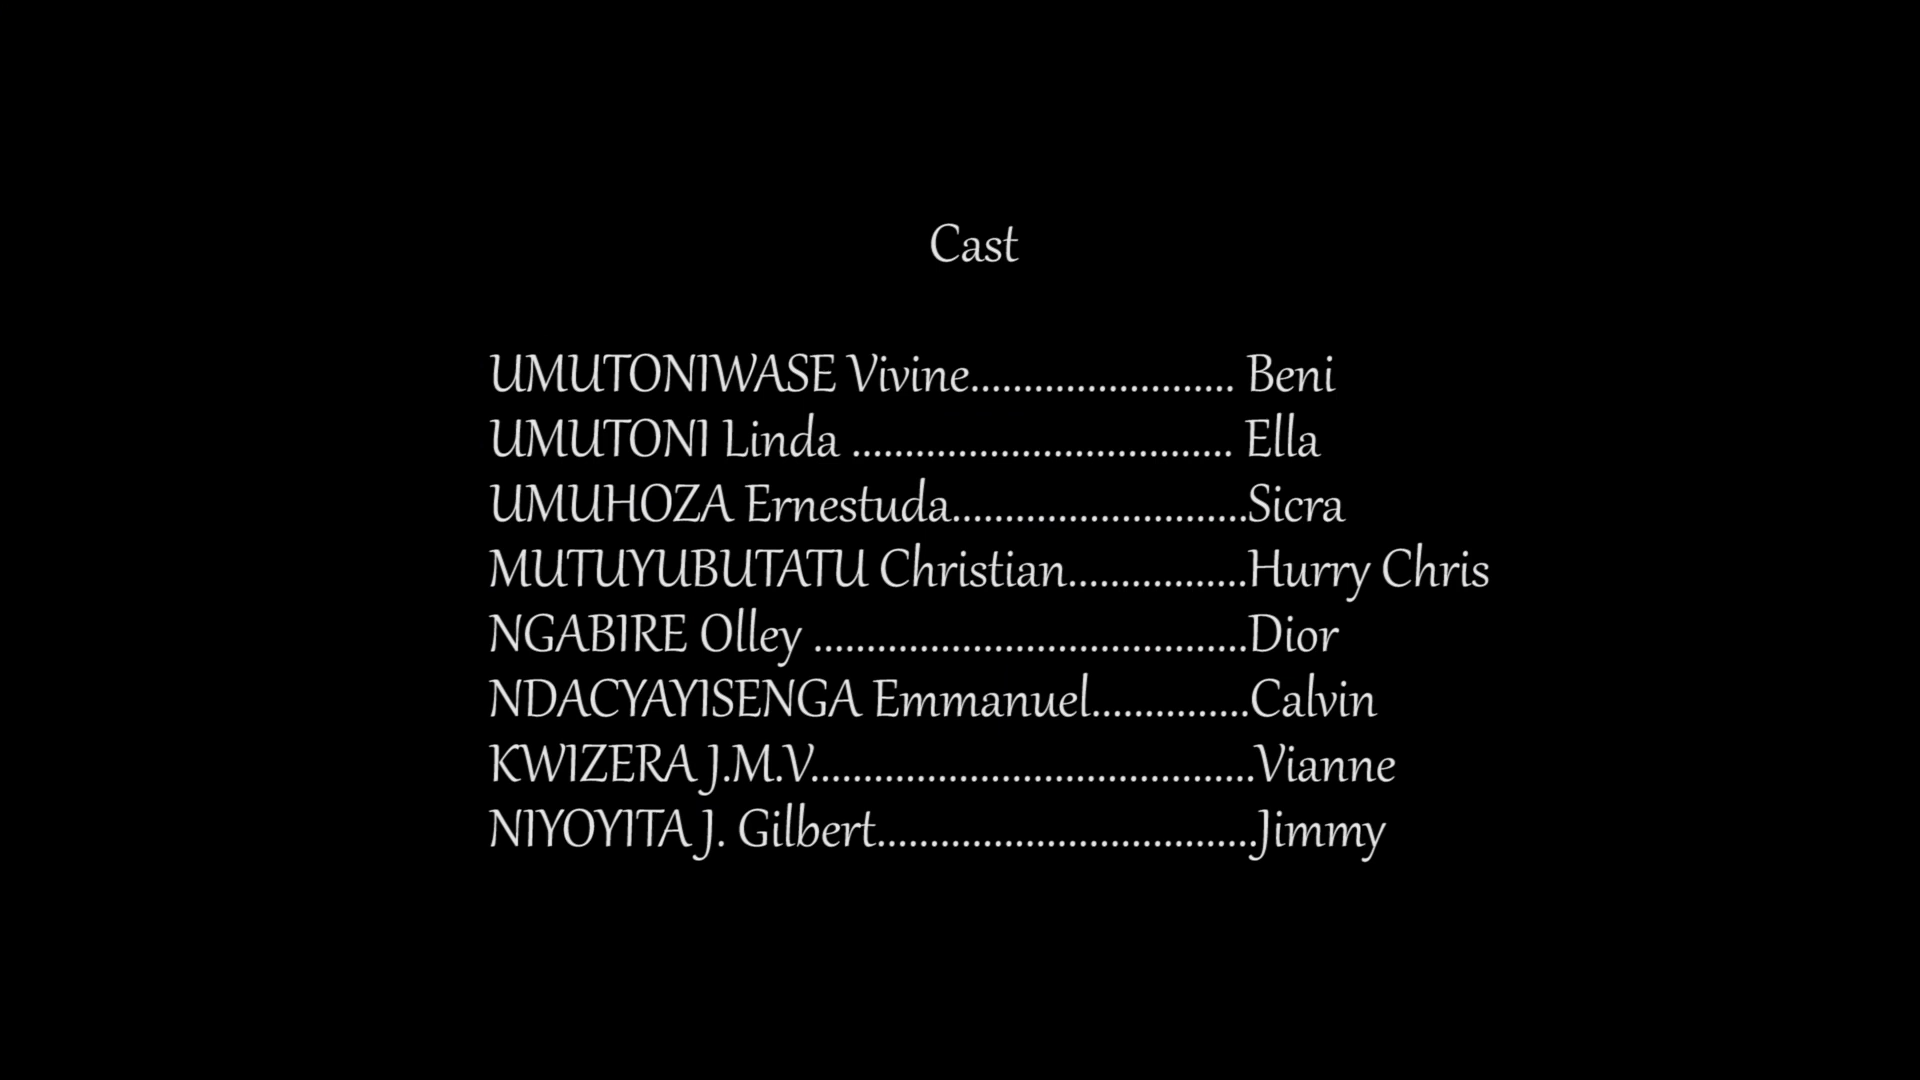 Cast
UMUTONIWASE Vivine......................... Beni
UMUTONI Linda .................................... Ella
UMUHOZA Ernestuda............................Sicra
MUTUYUBUTATU Christian.................Hurry Chris
NGABIRE Olley .........................................Dior
NDACYAYISENGA Emmanuel...............Calvin
KWIZERA J.M.V..........................................Vianne
NIYOYITA J. Gilbert....................................Jimmy